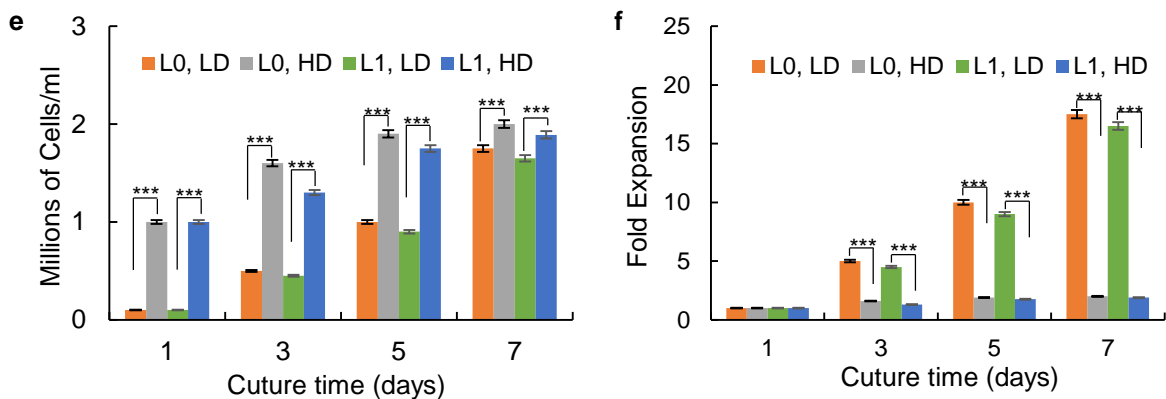 e
Millions of Cells/ml
3
2
1
0
L0, LD L0, HD L1, LD L1, HD
*** *** *** *** *** *** *** ***
1 3 5 7
Cuture time (days)
f
Fold Expansion
25
20
15
10
5
0
L0, LD L0, HD L1, LD L1, HD
*** *** *** *** *** ***
1 3 5 7
Cuture time (days)